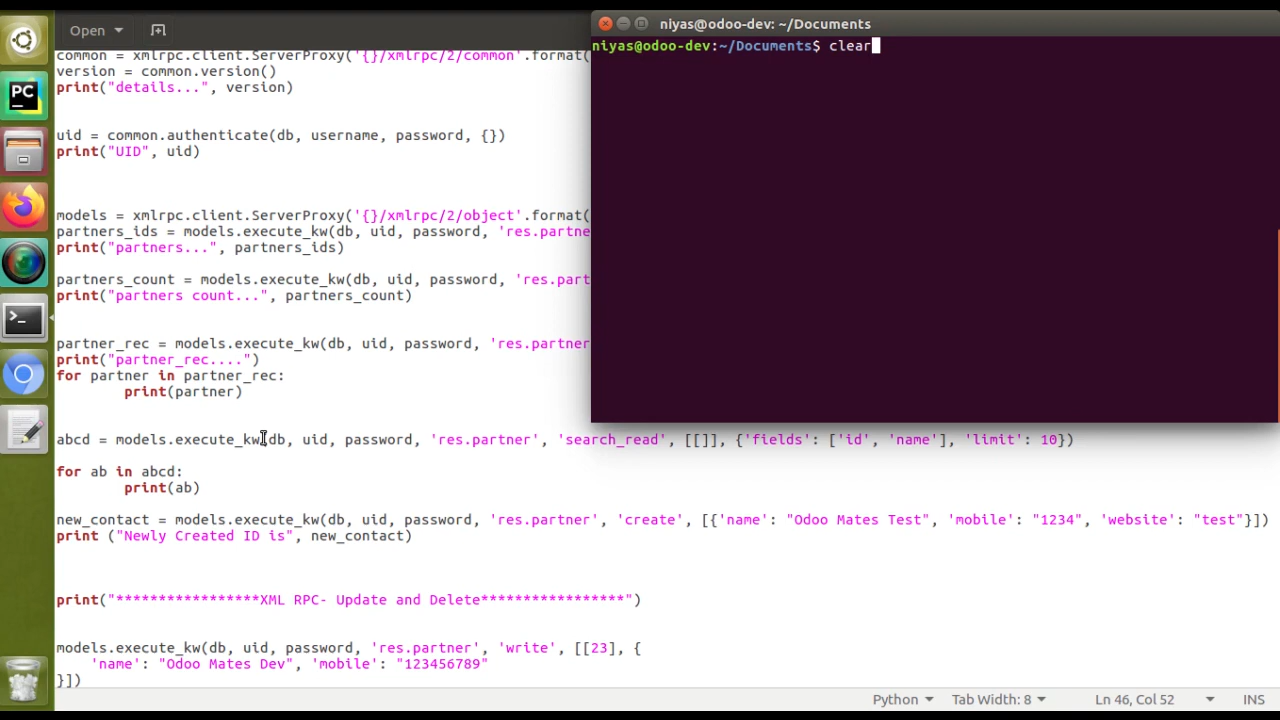 Open
niyas@odoo-dev: ~/Documents
niyas@odoo-dev:~/Documents$ clear
PC
common = xmlrpc.client.ServerProxy('{}/xmlrpc/2/common'.format(
version = common.version()
print("details...", version)
uid = common.authenticate(db, username, password, {})
print("UID", uid)
models = xmlrpc.client.ServerProxy('{}/xmlrpc/2/object'.format(
partners_ids = models.execute_kw(db, uid, password, 'res.partne
print("partners...", partners_ids)
partners_count = models.execute_kw(db, uid, password, 'res.part
print("partners count...", partners_count)
partner_rec = models.execute_kw(db, uid, password, 'res.partner
print("partner_rec....")
for partner in partner_rec:
        print(partner)
abcd = models.execute_kw(db, uid, password, 'res.partner', 'search_read', [[]], {'fields': ['id', 'name'], 'limit': 10})
for ab in abcd:
        print(ab)
new_contact = models.execute_kw(db, uid, password, 'res.partner', 'create', [{'name': "Odoo Mates Test", 'mobile': "1234", 'website': "test"}])
print ("Newly Created ID is", new_contact)
print("*****************XML RPC- Update and Delete*****************")
models.execute_kw(db, uid, password, 'res.partner', 'write', [[23], {
    'name': "Odoo Mates Dev", 'mobile': "123456789"
}])
Python Tab Width: 8 Ln 46, Col 52 INS